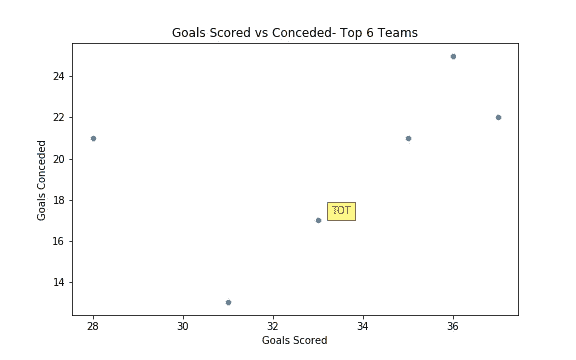 Goals Scored vs Conceded- Top 6 Teams
24
22
20
18
16
14
Goals Conceded
TOT
28
30
32
34
36
Goals Scored